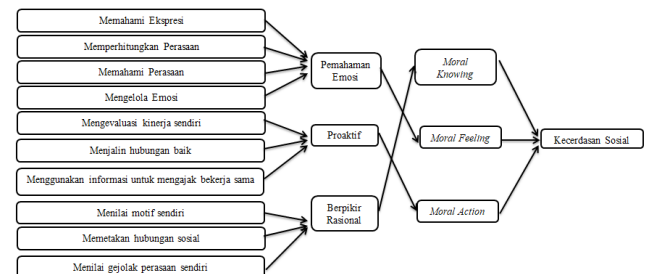 Memahami Ekspresi
Memperhitungkan Perasaan
Memahami Perasaan
Mengelola Emosi
Mengevaluasi kinerja sendiri
Menjalin hubungan baik
Menggunakan informasi untuk mengajak bekerja sama
Menilai motif sendiri
Memetakan hubungan sosial
Menilai gejolak perasaan sendiri
Pemahaman
Emosi
Proaktif
Berpikir
Rasional
Moral
Knowing
Moral Feeling
Moral Action
Kecerdasan Sosial